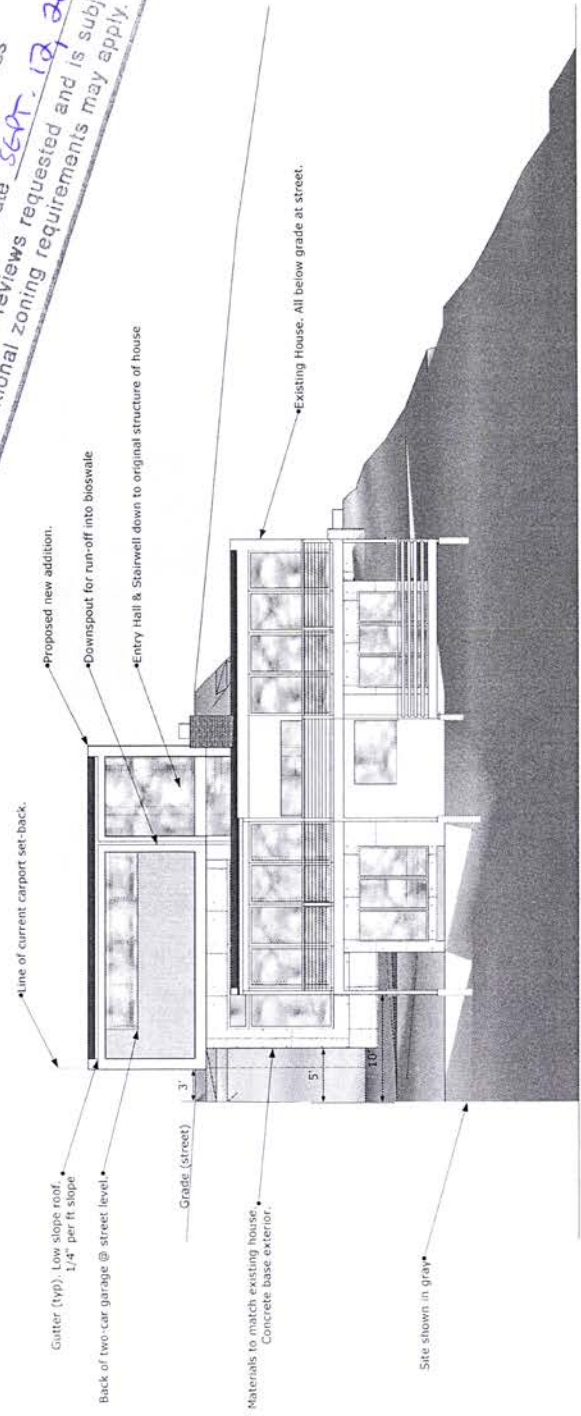 es
SEPT. 12, 2
reviews requested and is subj
tional zoning requirements may apply.
Line of current carport set-back.
Proposed new addition.
Downspout for run-off into bioswale
Entry Hall & Stairwell down to original structure of house
Existing House. All below grade at street.
Gutter (typ). Low slope roof.
1/4" per ft slope
Back of two-car garage @ street level.
Grade (street)
3'
5'
10'
Materials to match existing house.
Concrete base exterior.
Site shown in gray